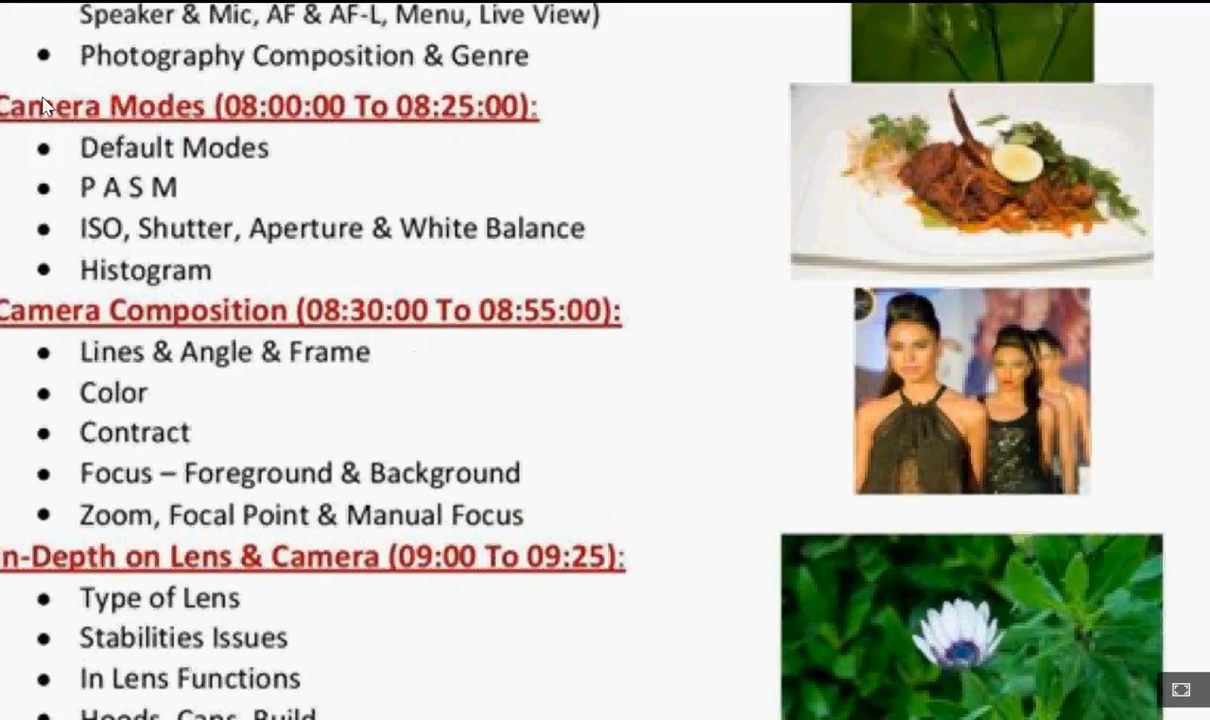 Speaker & Mic, AF & AF-L, Menu, Live View)
• Photography Composition & Genre
Camera Modes (08:00:00 To 08:25:00):
• Default Modes
• P A S M
• ISO, Shutter, Aperture & White Balance
• Histogram
Camera Composition (08:30:00 To 08:55:00):
• Lines & Angle & Frame
• Color
• Contract
• Focus – Foreground & Background
• Zoom, Focal Point & Manual Focus
n-Depth on Lens & Camera (09:00 To 09:25):
• Type of Lens
• Stabilities Issues
• In Lens Functions
• Hoods, Caps, Build